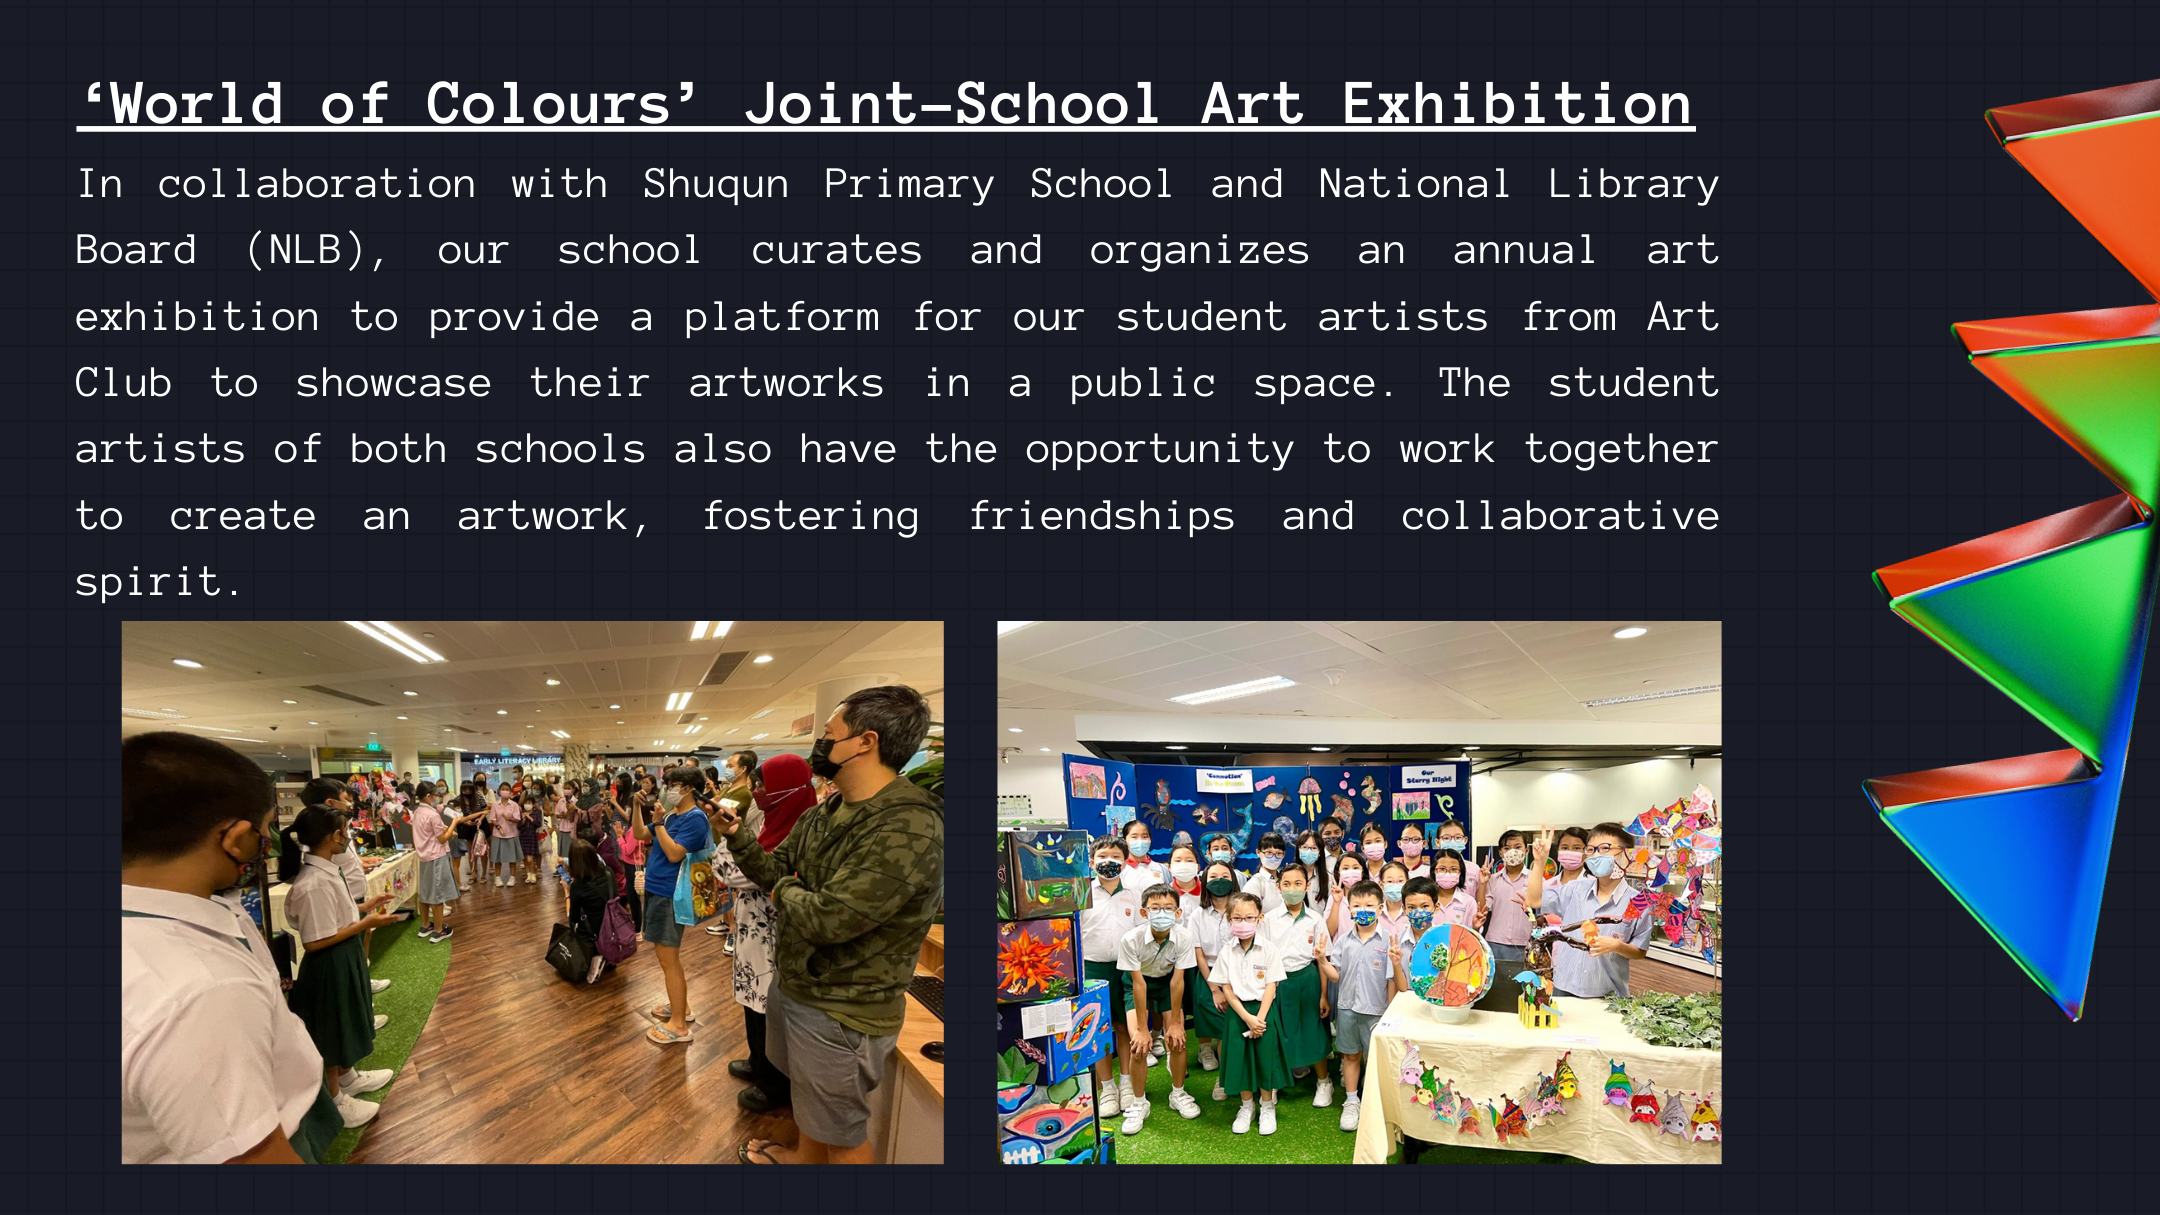 ‘World of Colours’ Joint-School Art Exhibition
In collaboration with Shuqun Primary School and National Library
Board (NLB), our school curates and organizes an annual art
exhibition to provide a platform for our student artists from Art
Club to showcase their artworks in a public space. The student
artists of both schools also have the opportunity to work together
to create an artwork, fostering friendships and collaborative
spirit.
EARLY LITERACY LIBRARY
Our
Starry Night